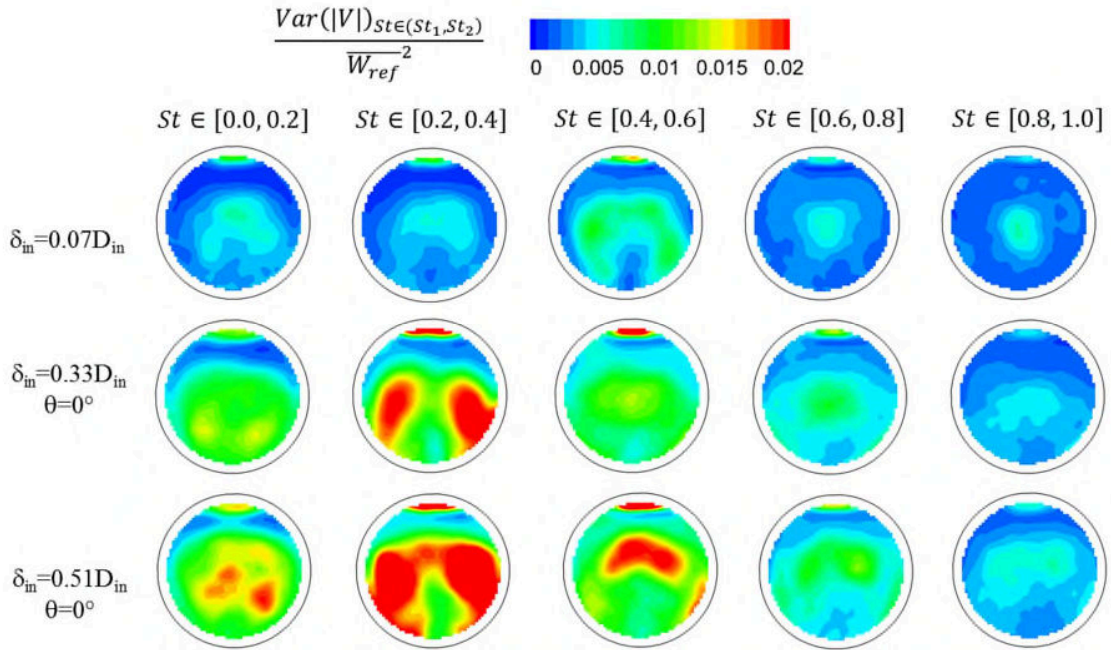 Var(|V|)St∈(St1,St2)
Wref²
0 0.005 0.01 0.015 0.02
St ∈ [0.0, 0.2] St ∈ [0.2, 0.4] St ∈ [0.4, 0.6] St ∈ [0.6, 0.8] St ∈ [0.8, 1.0]
δin=0.07Din
δin=0.33Din
θ=0°
δin=0.51Din
θ=0°